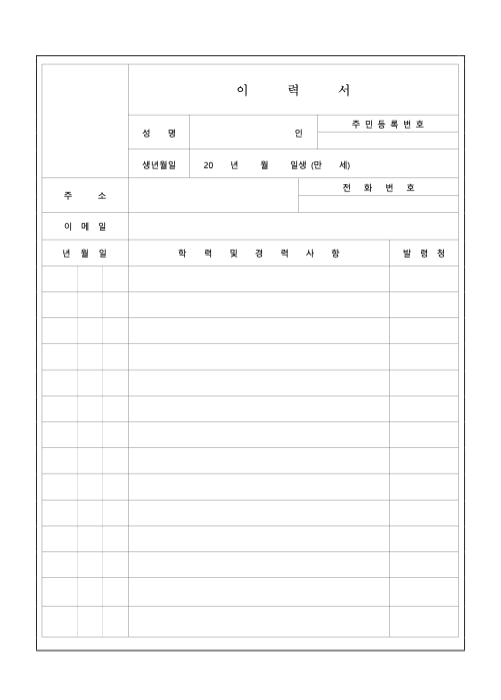 이 력 서
성 명 인 주 민 등 록 번 호
생년월일 20 년 월 일생 (만 세)
주 소 전 화 번 호
이 메 일
년 월 일 학 력 및 경 력 사 항 발 령 청